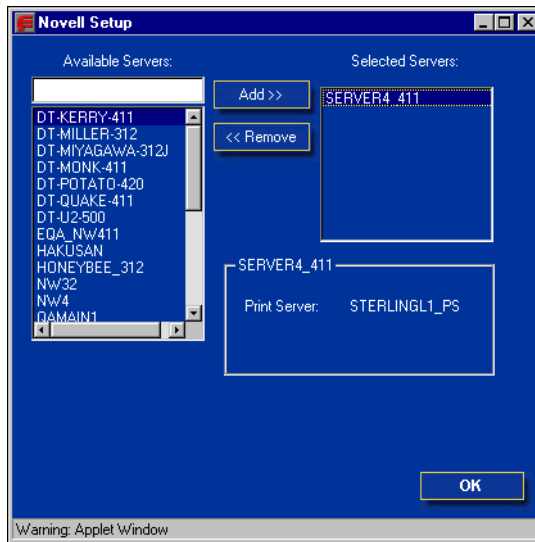 Novell Setup
Available Servers:
Selected Servers:
Add >>
<< Remove
DT-KERRY-411
DT-MILLER-312
DT-MIYAGAWA-312J
DT-MONK-411
DT-POTATO-420
DT-QUAKE-411
DT-U2-500
EQA_NW411
HAKUSAN
HONEYBEE_312
NW32
NW4
QAMAIN1
SERVER4_411
SERVER4_411
Print Server: STERLINGL1_PS
OK
Warning: Applet Window